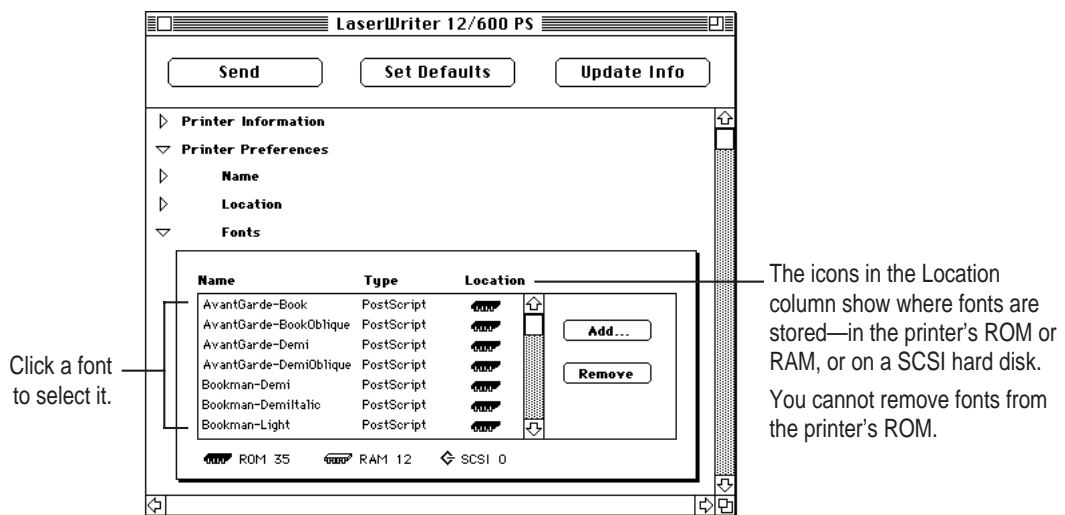 LaserWriter 12/600 PS
Send Set Defaults Update Info
Printer Information
Printer Preferences
Name
Location
Fonts
Name Type Location
AvantGarde-Book PostScript
AvantGarde-BookOblique PostScript
AvantGarde-Demi PostScript
AvantGarde-DemiOblique PostScript
Bookman-Demi PostScript
Bookman-DemiItalic PostScript
Bookman-Light PostScript
Add...
Remove
ROM 35 RAM 12 SCSI 0
Click a font
to select it.
The icons in the Location
column show where fonts are
stored—in the printer's ROM or
RAM, or on a SCSI hard disk.
You cannot remove fonts from
the printer's ROM.